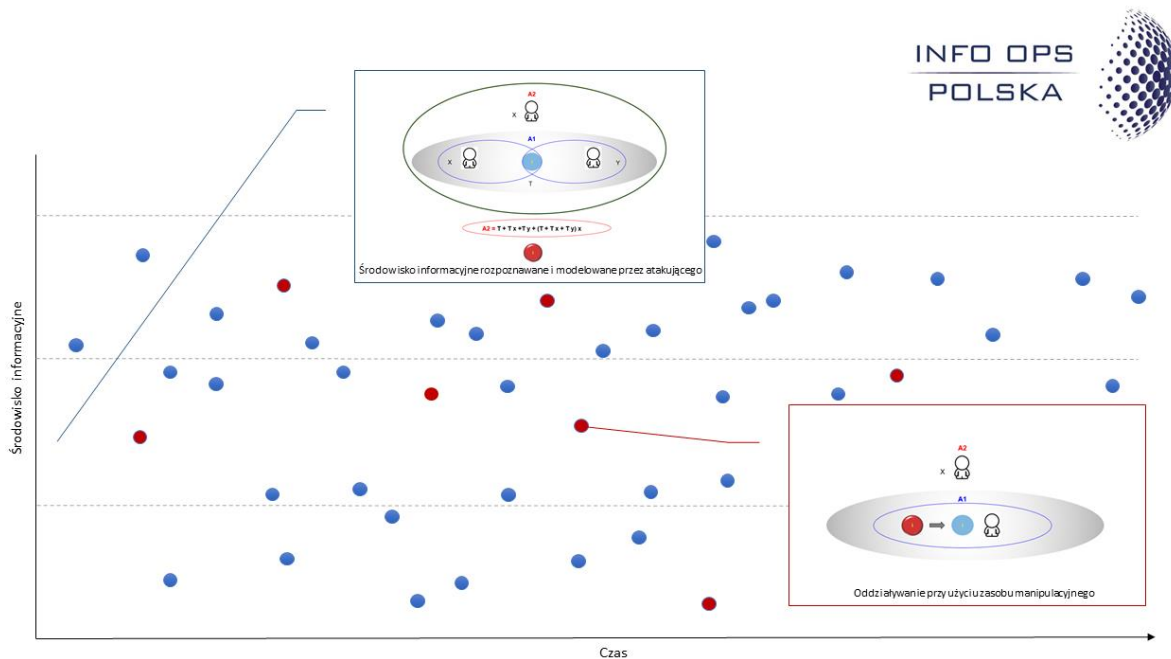 INFO OPS
POLSKA
A2
X
A1
X
Y
T
A2 = T + Tx +Ty + (T + Tx + Ty) x
Środowisko informacyjne rozpoznawane i modelowane przez atakującego
Środowisko informacyjne
A2
X
A1
Oddziaływanie przy użyciu zasobu manipulacyjnego
Czas